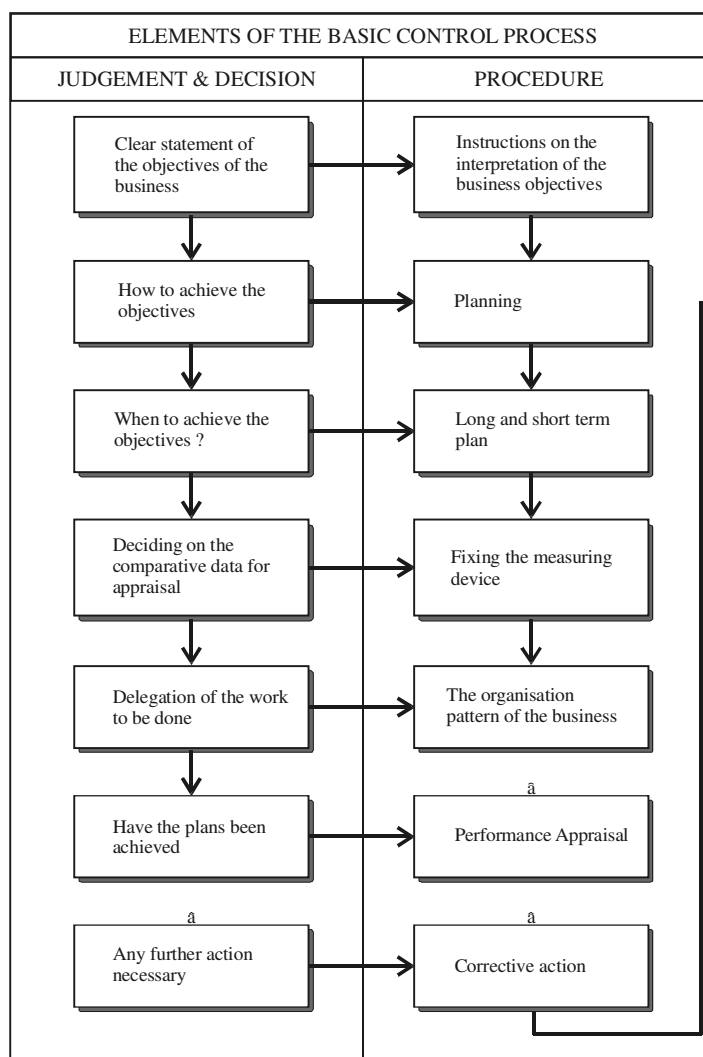 ELEMENTS OF THE BASIC CONTROL PROCESS
JUDGEMENT & DECISION
PROCEDURE
Clear statement of
the objectives of the
business
Instructions on the
interpretation of the
business objectives
How to achieve the
objectives
Planning
When to achieve the
objectives ?
Long and short term
plan
Deciding on the
comparative data for
appraisal
Fixing the measuring
device
Delegation of the work
to be done
The organisation
pattern of the business
â
Have the plans been
achieved
Performance Appraisal
â
â
Any further action
necessary
Corrective action